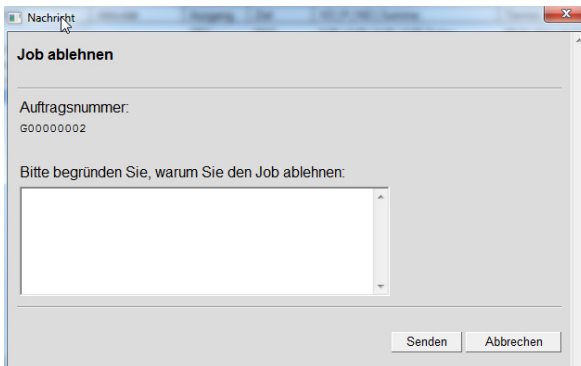 Nachricht
Job ablehnen
Auftragsnummer:
G00000002
Bitte begründen Sie, warum Sie den Job ablehnen:
Senden Abbrechen